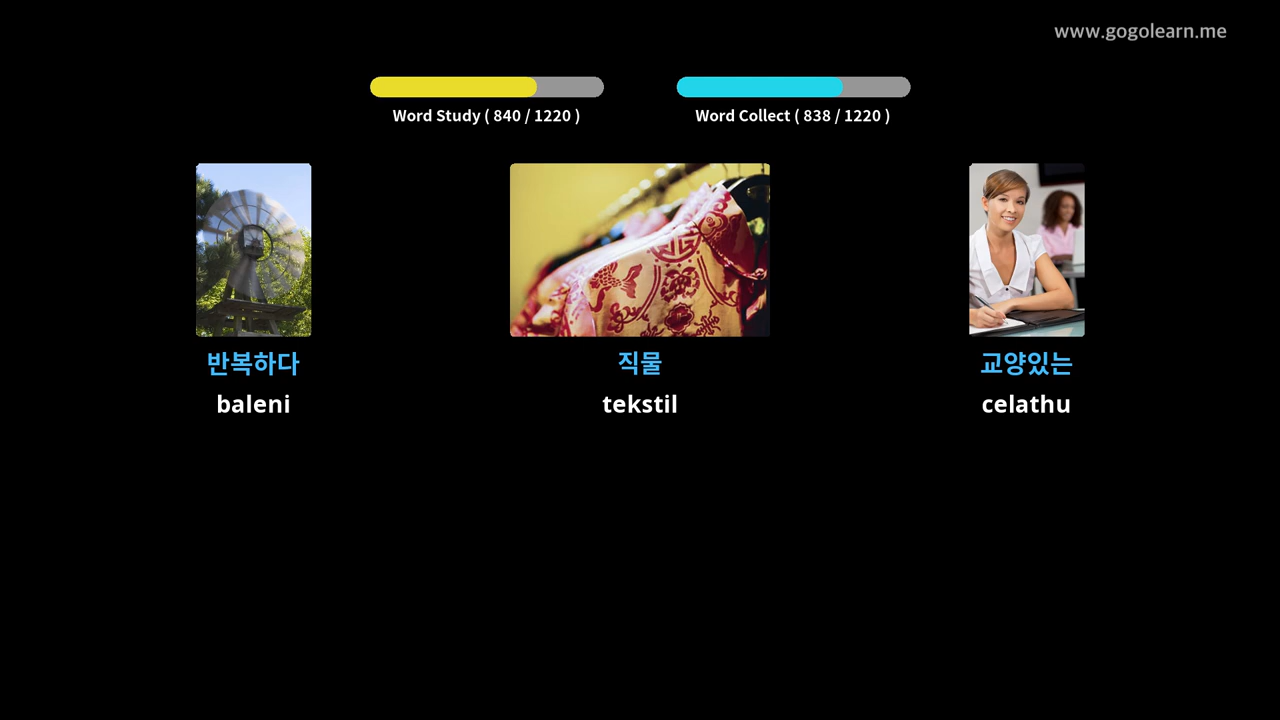 www.gogolearn.me
Word Study ( 840 / 1220 )
Word Collect ( 838 / 1220 )
반복하다
baleni
직물
tekstil
교양있는
celathu